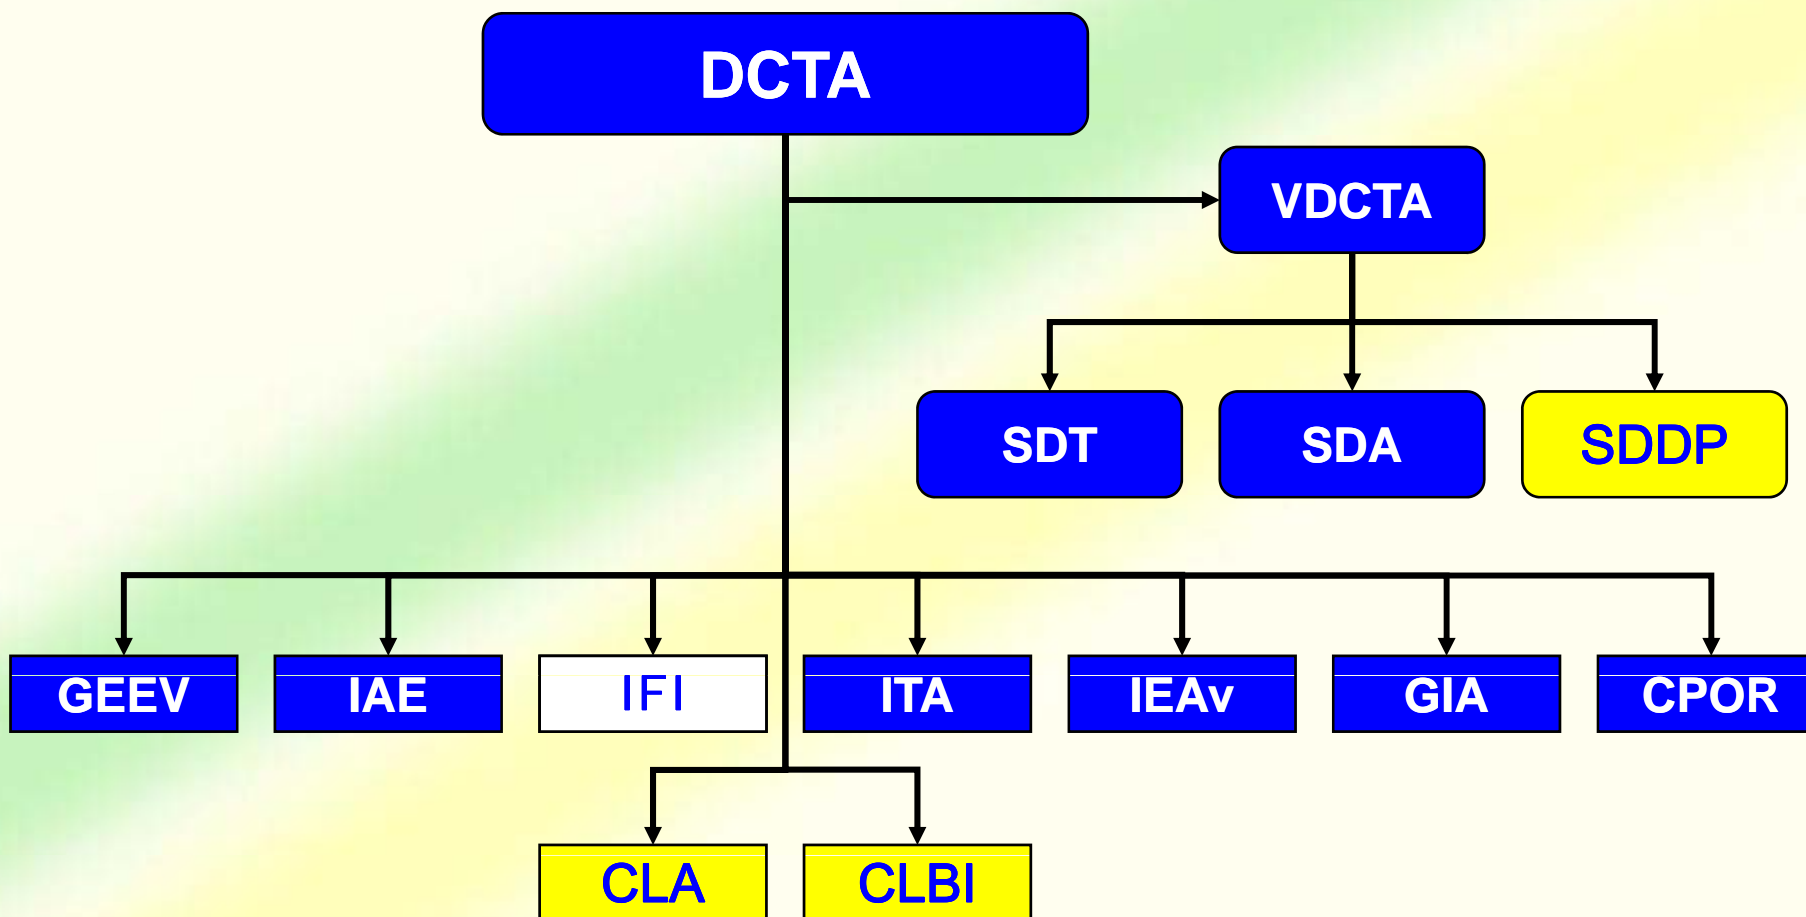 DCTA
VDCTA
SDT
SDA
SDDP
GEEV
IAE
IFI
ITA
IEAv
GIA
CPOR
CLA
CLBI